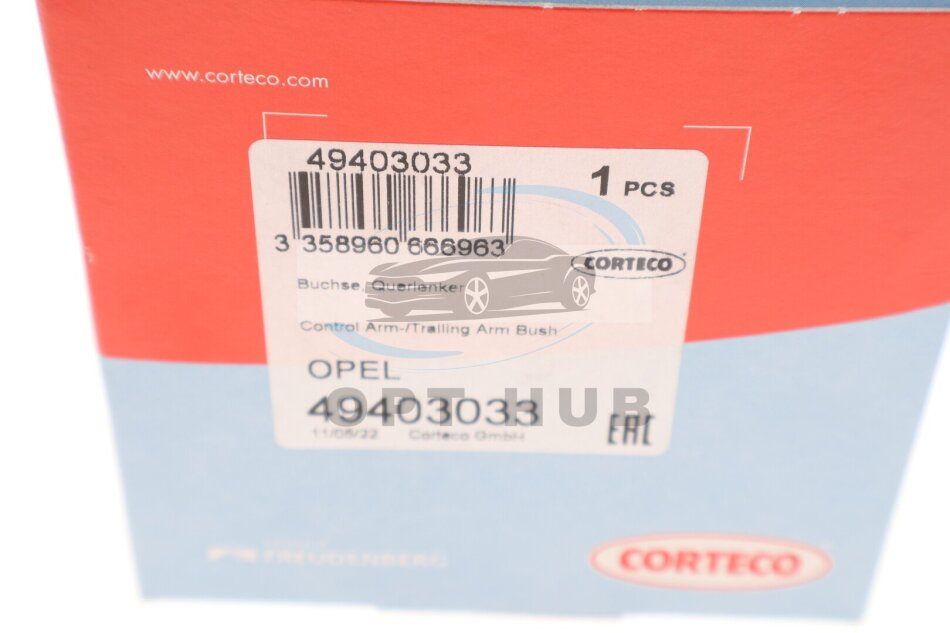 www.corteco.com
49403033
1 PCS
3 358960 666963
CORTECO
Buchse, Querlenker
Control Arm-/Trailing Arm Bush
OPEL
OPT HUB
49403033
EAC
11/05/22 Corteco GmbH
FREUDENBERG
CORTECO